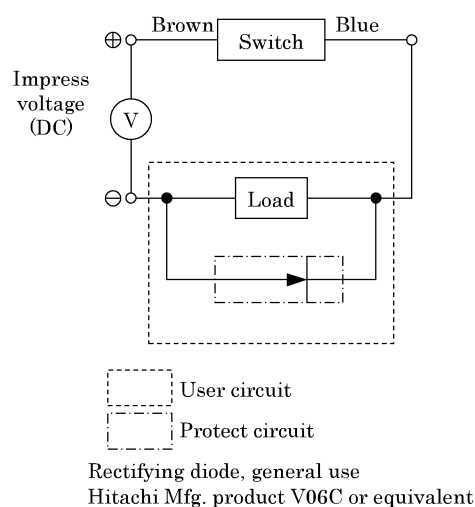 Brown
Switch
Blue
⊕
Impress
voltage
(DC)
V
⊖
Load
User circuit
Protect circuit
Rectifying diode, general use
Hitachi Mfg. product V06C or equivalent